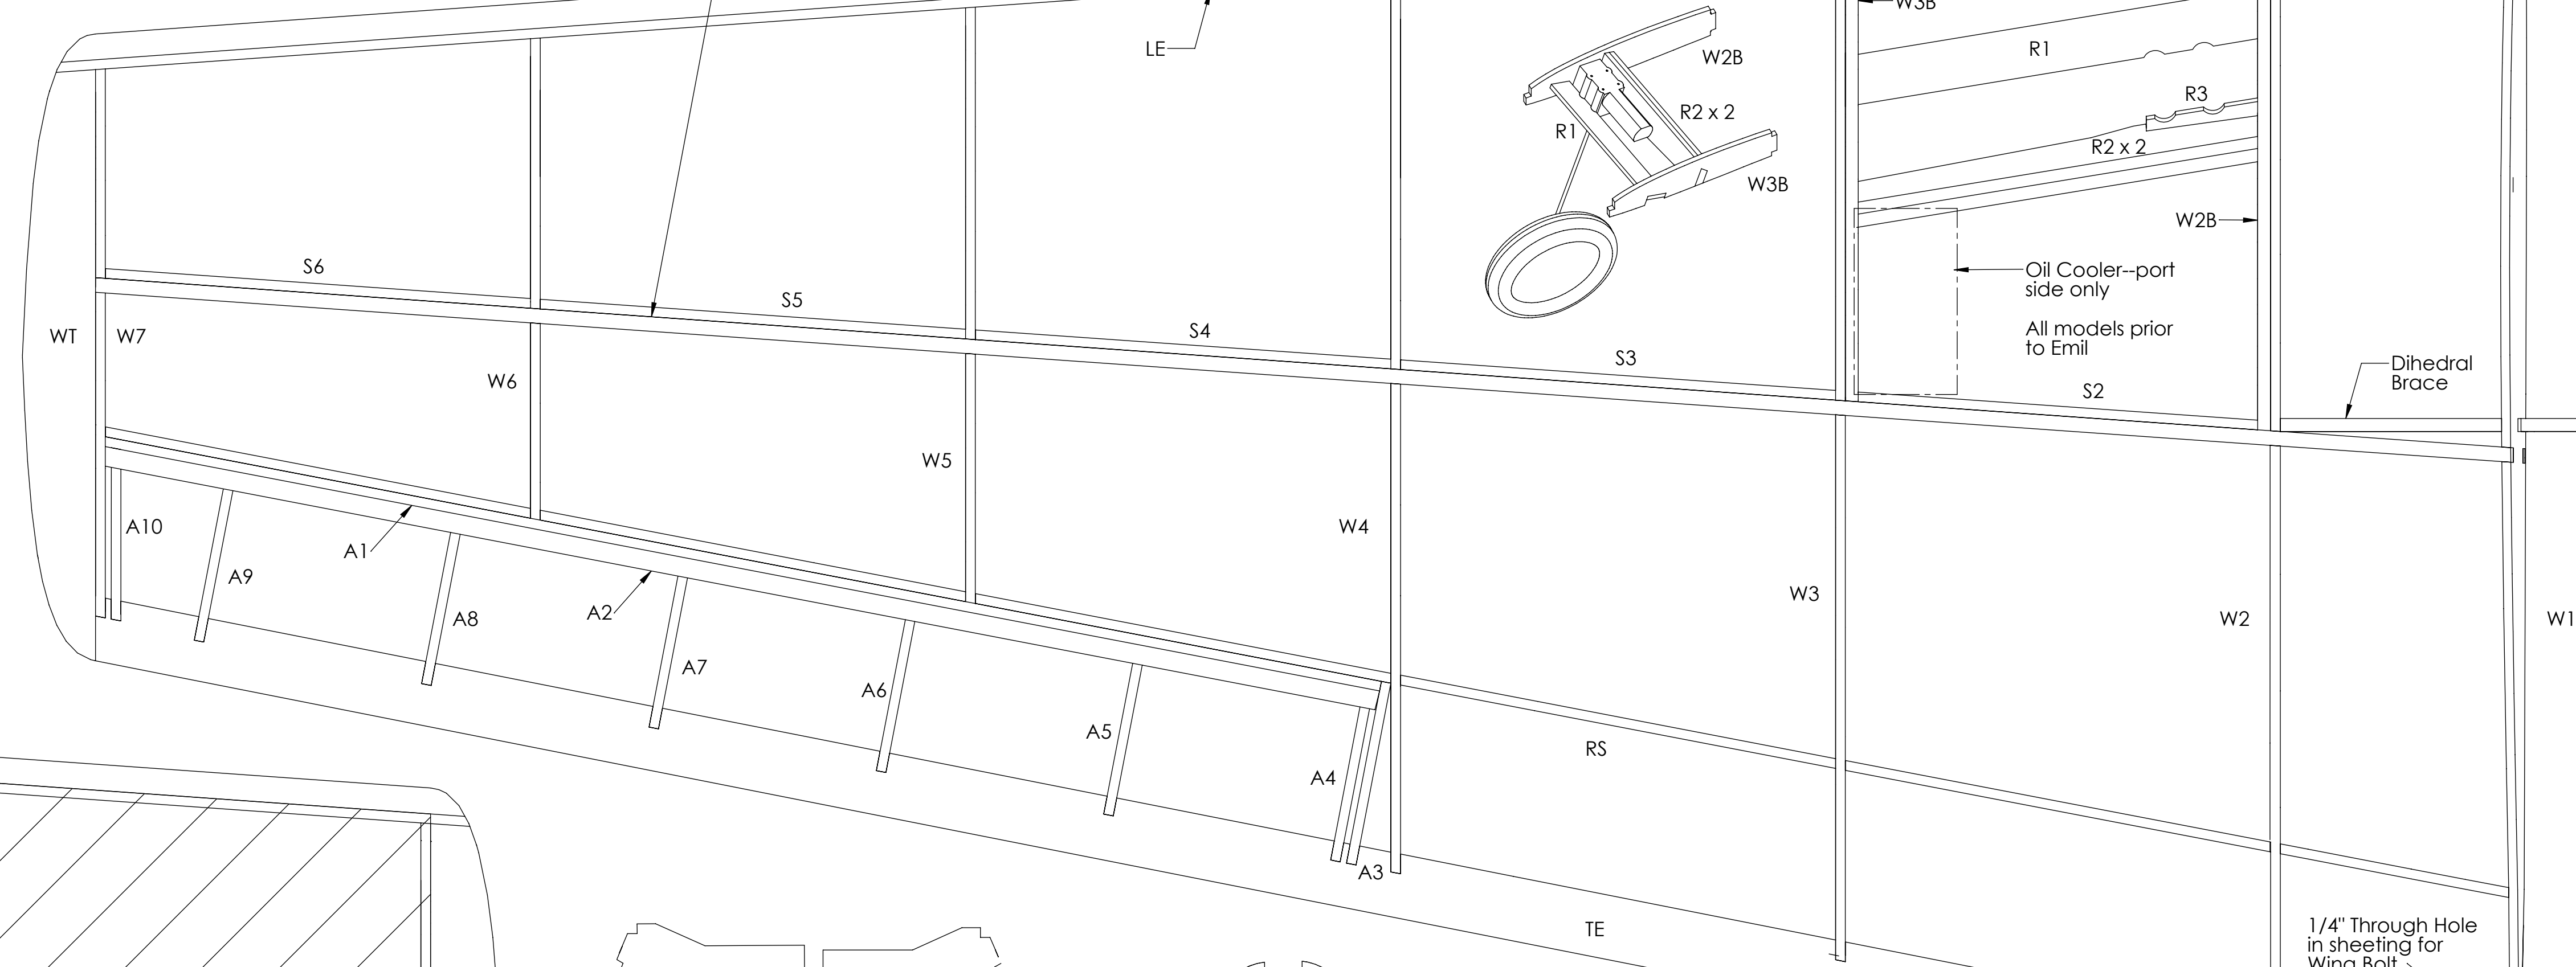 W3B
LE
W2B
R1
R3
R1
R2 x 2
R2 x 2
W3B
W2B
S6
Oil Cooler--port
side only
S5
All models prior
to Emil
S4
WT
W7
S3
Dihedral
Brace
W6
S2
W5
A10
W4
A1
A9
W3
A2
A8
W2
W1
A7
A6
A5
RS
A4
A3
TE
1/4" Through Hole
in sheeting for
Wing Bolt